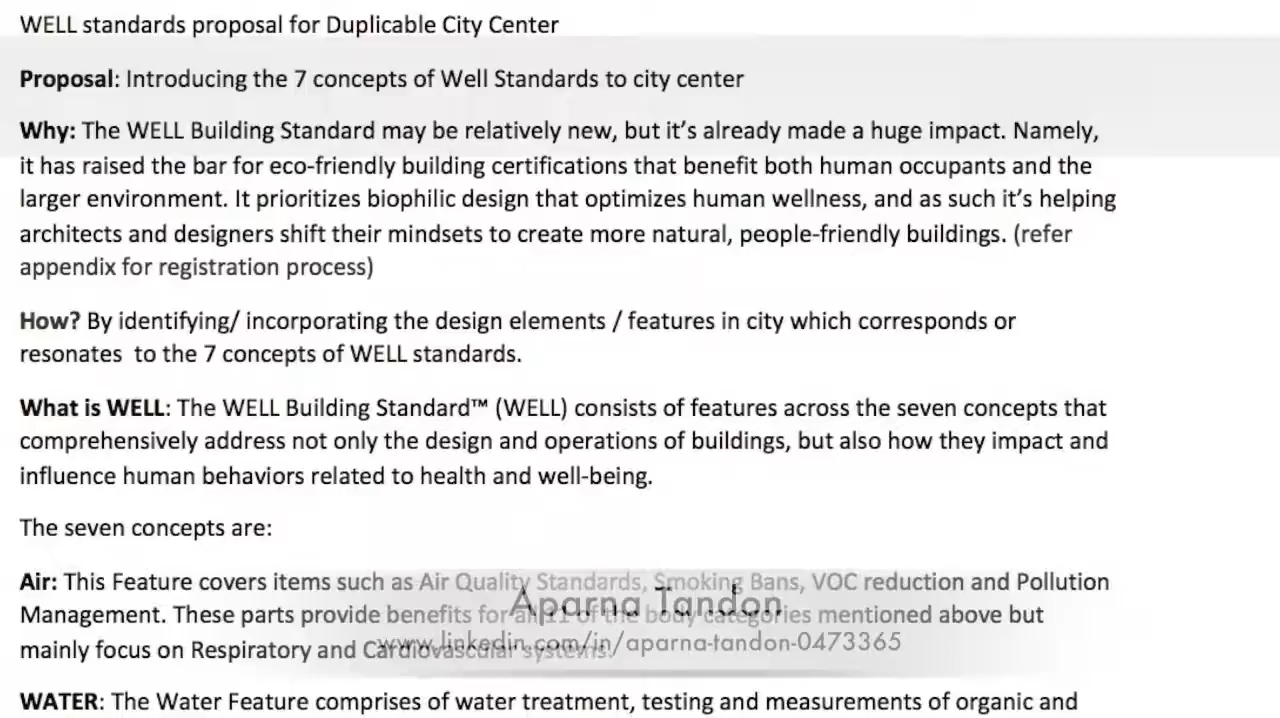 WELL standards proposal for Duplicable City Center
Proposal: Introducing the 7 concepts of Well Standards to city center
Why: The WELL Building Standard may be relatively new, but it’s already made a huge impact. Namely,
it has raised the bar for eco-friendly building certifications that benefit both human occupants and the
larger environment. It prioritizes biophilic design that optimizes human wellness, and as such it’s helping
architects and designers shift their mindsets to create more natural, people-friendly buildings. (refer
appendix for registration process)
How? By identifying/ incorporating the design elements / features in city which corresponds or
resonates  to the 7 concepts of WELL standards.
What is WELL: The WELL Building Standard™ (WELL) consists of features across the seven concepts that
comprehensively address not only the design and operations of buildings, but also how they impact and
influence human behaviors related to health and well-being.
The seven concepts are:
Air: This Feature covers items such as Air Quality Standards, Smoking Bans, VOC reduction and Pollution
Management. These parts provide benefits for all 11 of the body categories mentioned above but
Aparna Tandon
mainly focus on Respiratory and Cardiovascular systems.
www.linkedin.com/in/aparna-tandon-0473365
WATER: The Water Feature comprises of water treatment, testing and measurements of organic and